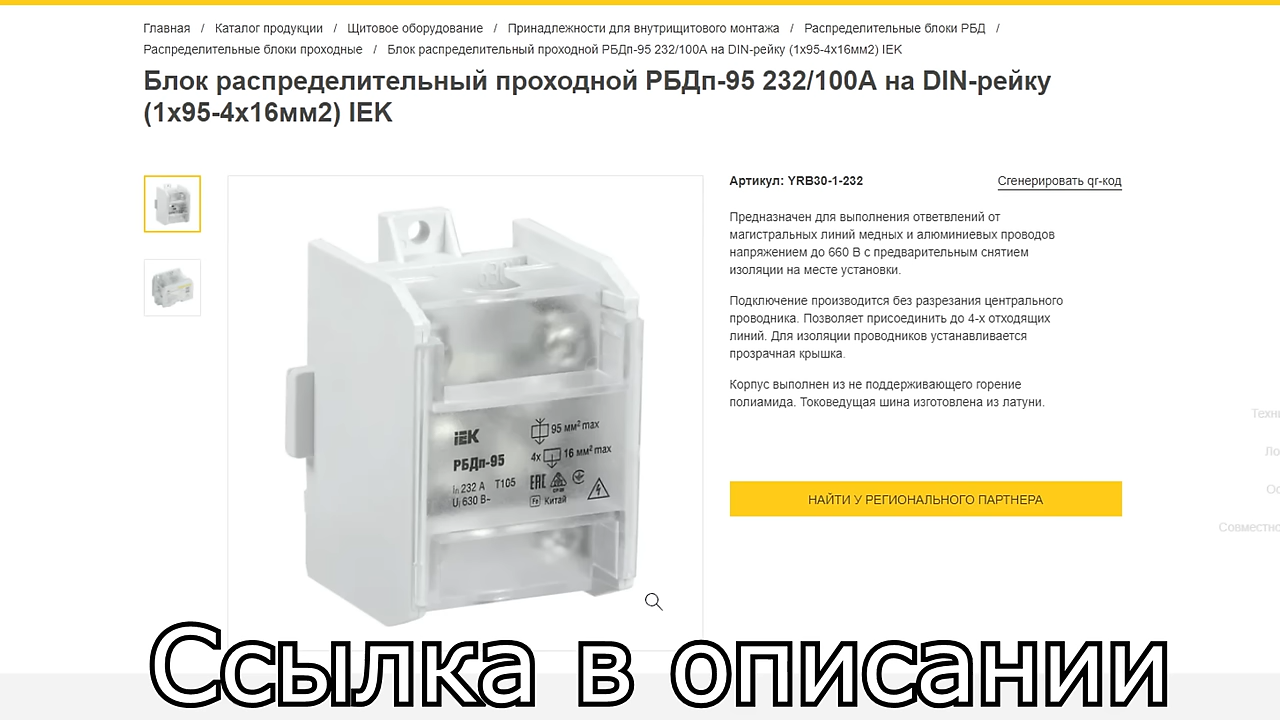 Главная / Каталог продукции / Щитовое оборудование / Принадлежности для внутрищитового монтажа / Распределительные блоки РБД /
Распределительные блоки проходные / Блок распределительный проходной РБДп-95 232/100А на DIN-рейку (1х95-4х16мм2) IEK
Блок распределительный проходной РБДп-95 232/100А на DIN-рейку
(1х95-4х16мм2) IEK
Артикул: YRB30-1-232
Сгенерировать qr-код
Предназначен для выполнения ответвлений от
магистральных линий медных и алюминиевых проводов
напряжением до 660 В с предварительным снятием
изоляции на месте установки.
Подключение производится без разрезания центрального
проводника. Позволяет присоединить до 4-х отходящих
линий. Для изоляции проводников устанавливается
прозрачная крышка.
Корпус выполнен из не поддерживающего горение
полиамида. Токоведущая шина изготовлена из латуни.
НАЙТИ У РЕГИОНАЛЬНОГО ПАРТНЕРА
IEK
95 мм² max
РБДп-95
4x 16 мм² max
In 232 A T105
EAC
Ui 630 В~
Fe Китай
Техн
Ло
Ос
Совместно
Ссылка в описании